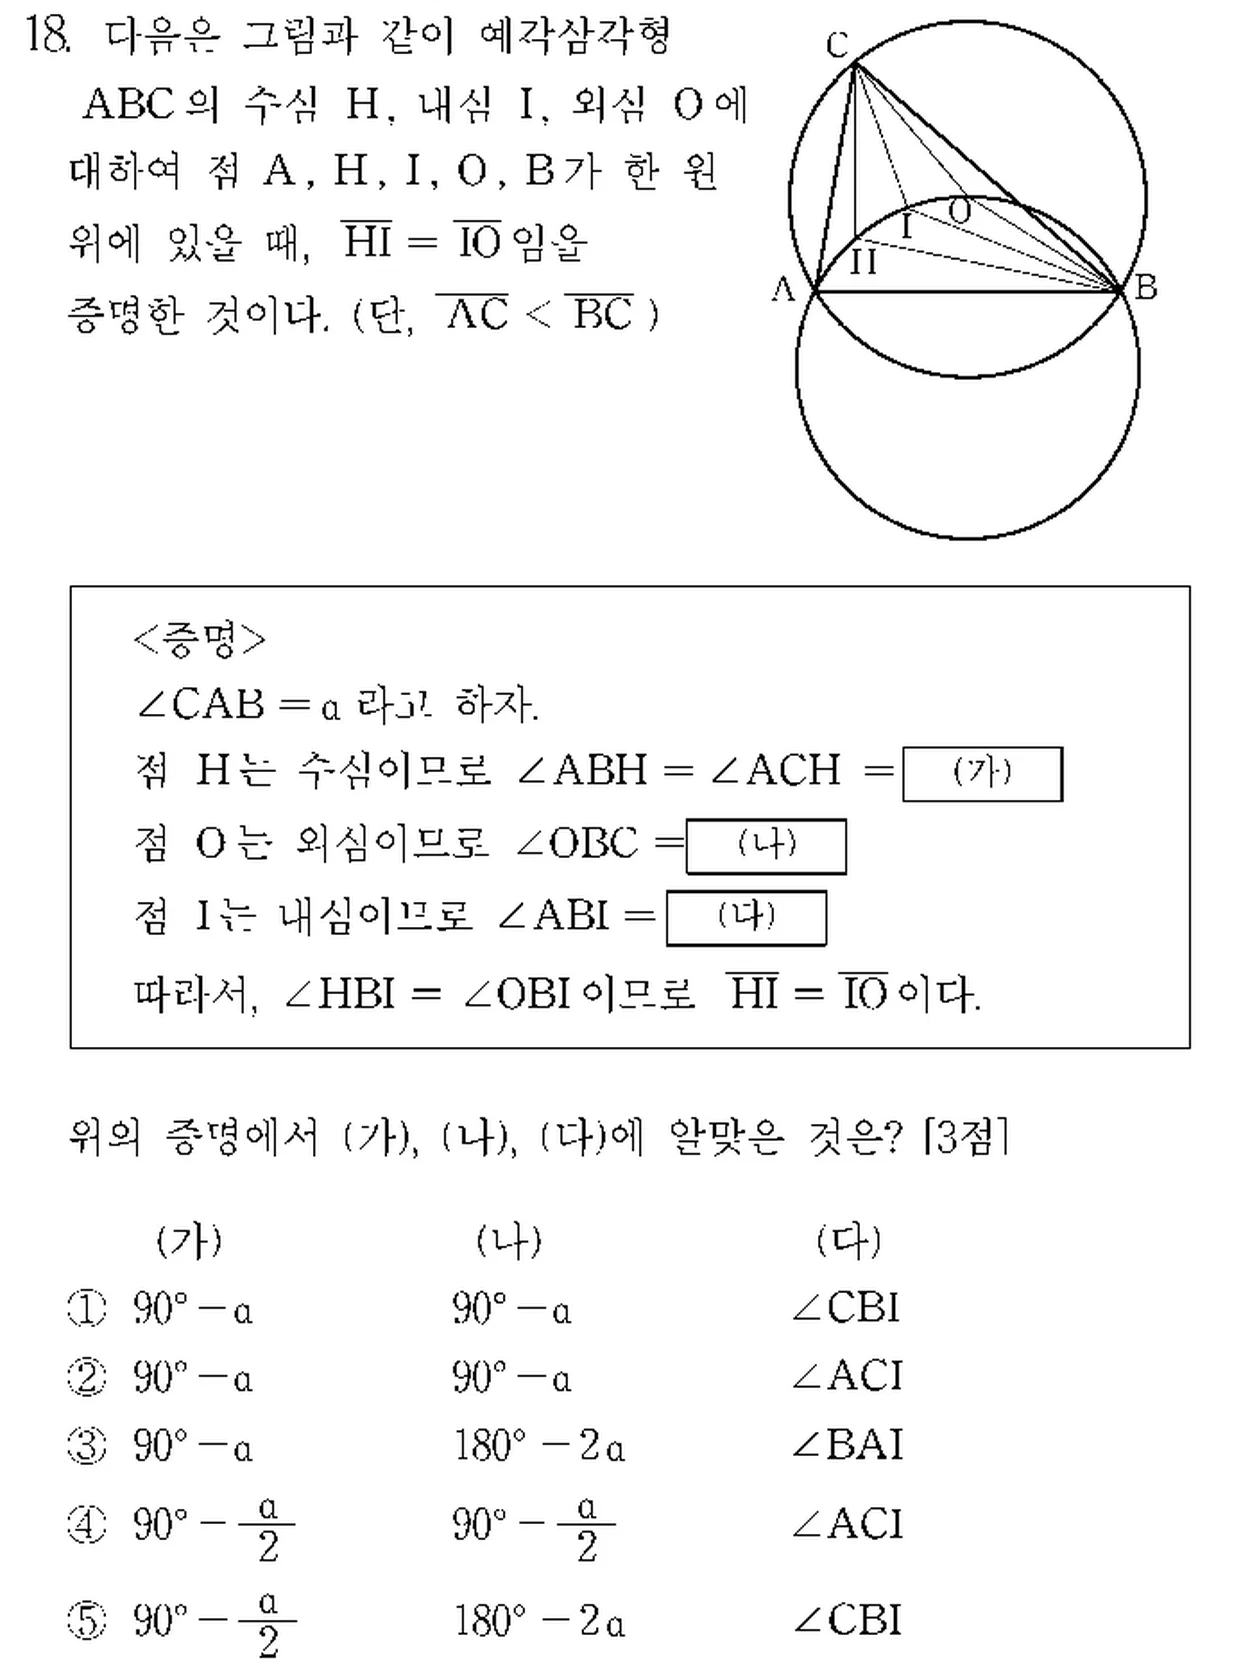 18. 다음은 그림과 같이 예각삼각형
ABC의 수심 H, 내심 I, 외심 O에
대하여 점 A, H, I, O, B가 한 원
위에 있을 때, HI = IO임을
증명한 것이다. (단, AC < BC)
C
O
I
H
A
B
<증명>
∠CAB = a 라고 하자.
점 H는 수심이므로 ∠ABH = ∠ACH = (가)
점 O는 외심이므로 ∠OBC = (나)
점 I는 내심이므로 ∠ABI = (다)
따라서, ∠HBI = ∠OBI이므로 HI = IO이다.
위의 증명에서 (가), (나), (다)에 알맞은 것은? [3점]
(가) (나) (다)
① 90° - a 90° - a ∠CBI
② 90° - a 90° - a ∠ACI
③ 90° - a 180° - 2a ∠BAI
④ 90° - a/2 90° - a/2 ∠ACI
⑤ 90° - a/2 180° - 2a ∠CBI